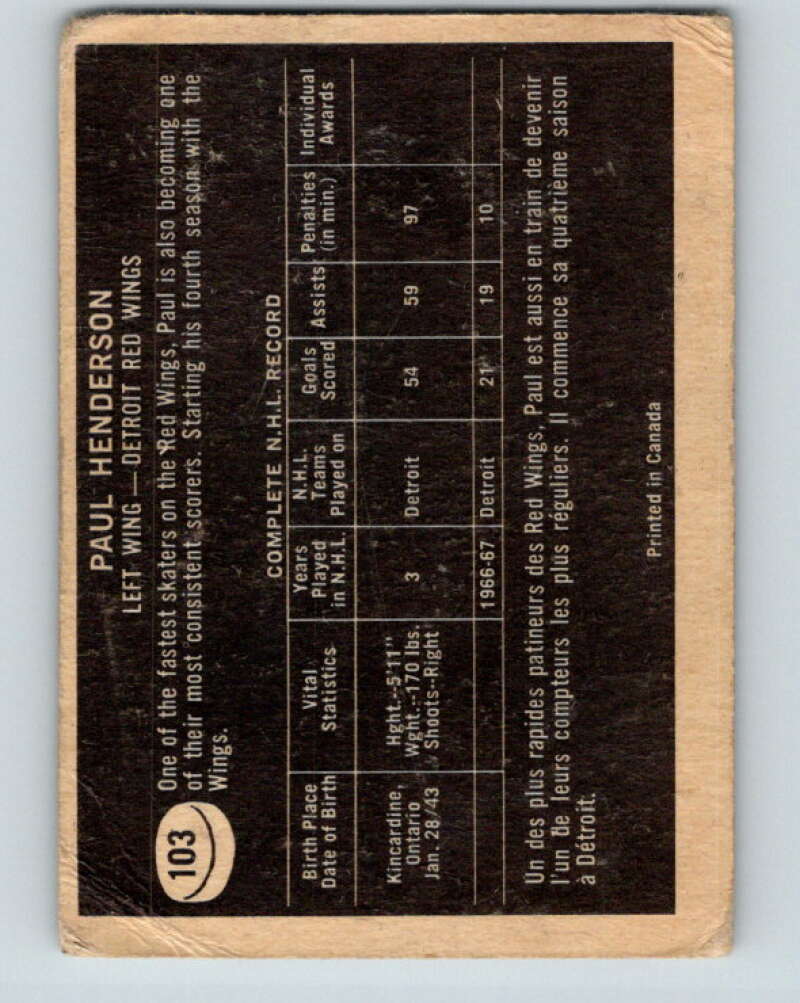 PAUL HENDERSON
LEFT WING — DETROIT RED WINGS
103
One of the fastest skaters on the Red Wings, Paul is also becoming one
of their most consistent scorers. Starting his fourth season with the
Wings.
COMPLETE N.H.L. RECORD
Birth Place
Date of Birth
Vital
Statistics
Years
Played
in N.H.L.
N.H.L.
Teams
Played on
Goals
Scored
Assists
Penalties
(in min.)
Individual
Awards
Kincardine,
Ontario
Jan. 28/43
Hght.--5'11"
Wght.--170 lbs.
Shoots--Right
3
Detroit
54
59
97
1966-67
Detroit
21
19
10
Un des plus rapides patineurs des Red Wings, Paul est aussi en train de devenir
l'un de leurs compteurs les plus réguliers. Il commence sa quatrième saison
à Détroit.
Printed in Canada